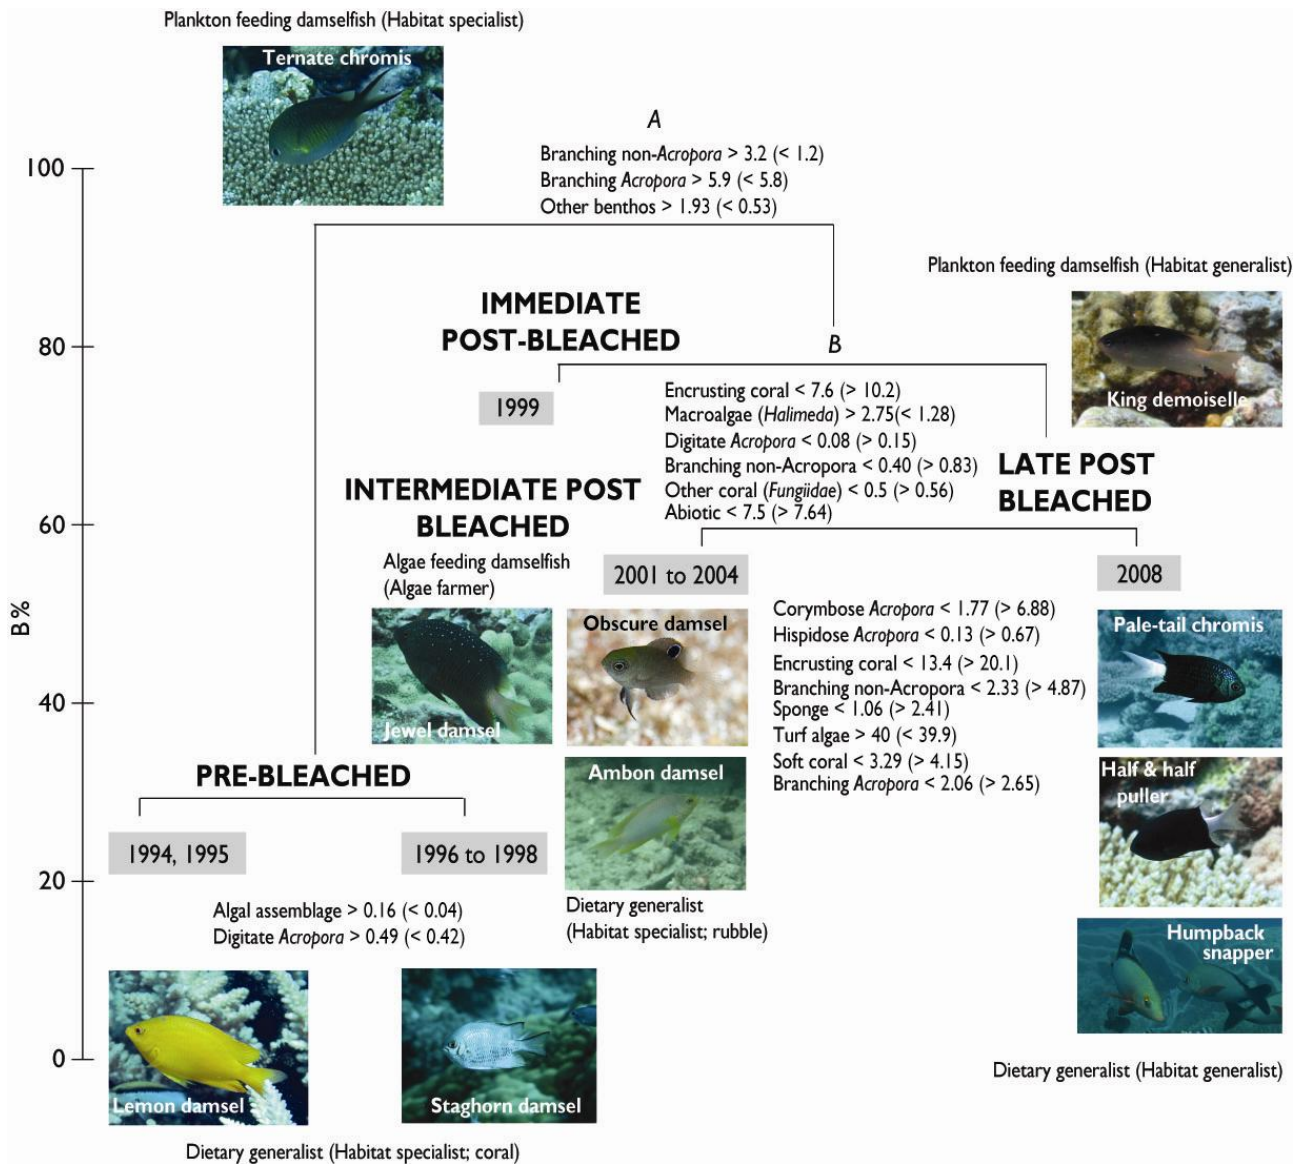 Plankton feeding damselfish (Habitat specialist)
Ternate chromis
A
Branching non-Acropora > 3.2 (< 1.2)
Branching Acropora > 5.9 (< 5.8)
Other benthos > 1.93 (< 0.53)
100
80
60
40
20
0
B%
Plankton feeding damselfish (Habitat generalist)
King demoiselle
IMMEDIATE
POST-BLEACHED
1999
B
Encrusting coral < 7.6 (> 10.2)
Macroalgae (Halimeda) > 2.75(< 1.28)
Digitate Acropora < 0.08 (> 0.15)
Branching non-Acropora < 0.40 (> 0.83)
Other coral (Fungiidae) < 0.5 (> 0.56)
Abiotic < 7.5 (> 7.64)
LATE POST
BLEACHED
INTERMEDIATE POST
BLEACHED
Algae feeding damselfish
(Algae farmer)
2001 to 2004
2008
Jewel damsel
Obscure damsel
Ambon damsel
Dietary generalist
(Habitat specialist; rubble)
Corymbose Acropora < 1.77 (> 6.88)
Hispidose Acropora < 0.13 (> 0.67)
Encrusting coral < 13.4 (> 20.1)
Branching non-Acropora < 2.33 (> 4.87)
Sponge < 1.06 (> 2.41)
Turf algae > 40 (< 39.9)
Soft coral < 3.29 (> 4.15)
Branching Acropora < 2.06 (> 2.65)
Pale-tail chromis
Half & half
puller
Humpback
snapper
Dietary generalist (Habitat generalist)
PRE-BLEACHED
1994, 1995
1996 to 1998
Algal assemblage > 0.16 (< 0.04)
Digitate Acropora > 0.49 (< 0.42)
Lemon damsel
Staghorn damsel
Dietary generalist (Habitat specialist; coral)